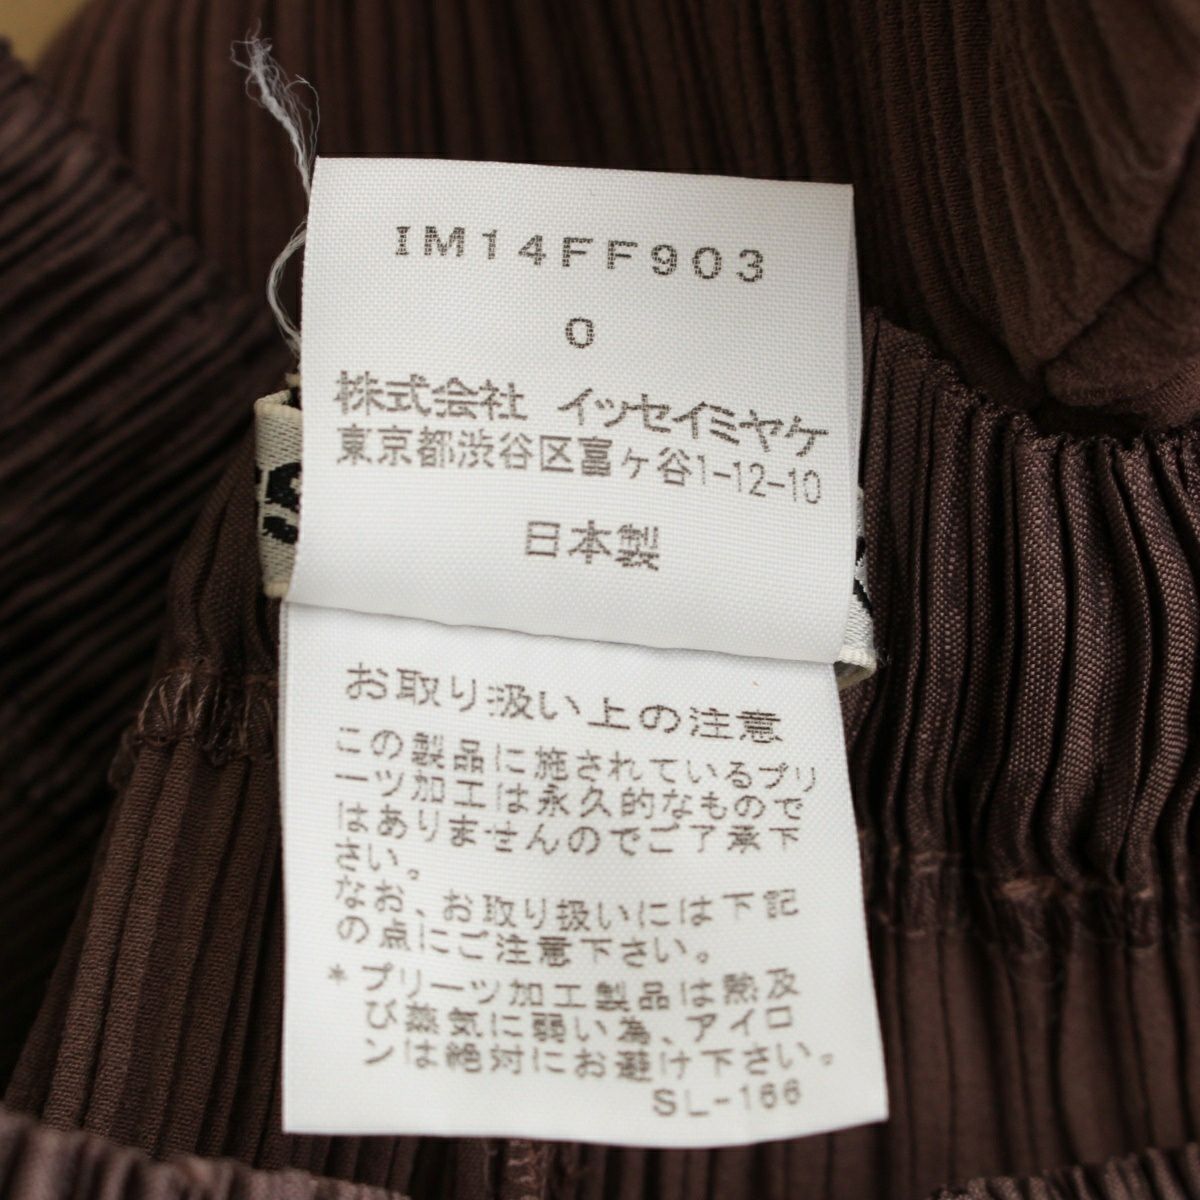 IM14FF903
0
株式会社 イッセイミヤケ
東京都渋谷区富ヶ谷1-12-10
日本製
お取り扱い上の注意
この製品に施されているプリ
ーツ加工は永久的なもので
はありませんのでご了承下
さい。
なお、お取り扱いには下記
の点にご注意下さい。
*プリーツ加工製品は熱及
び蒸気に弱い為、アイロ
ンは絶対にお避け下さい。
SL-166